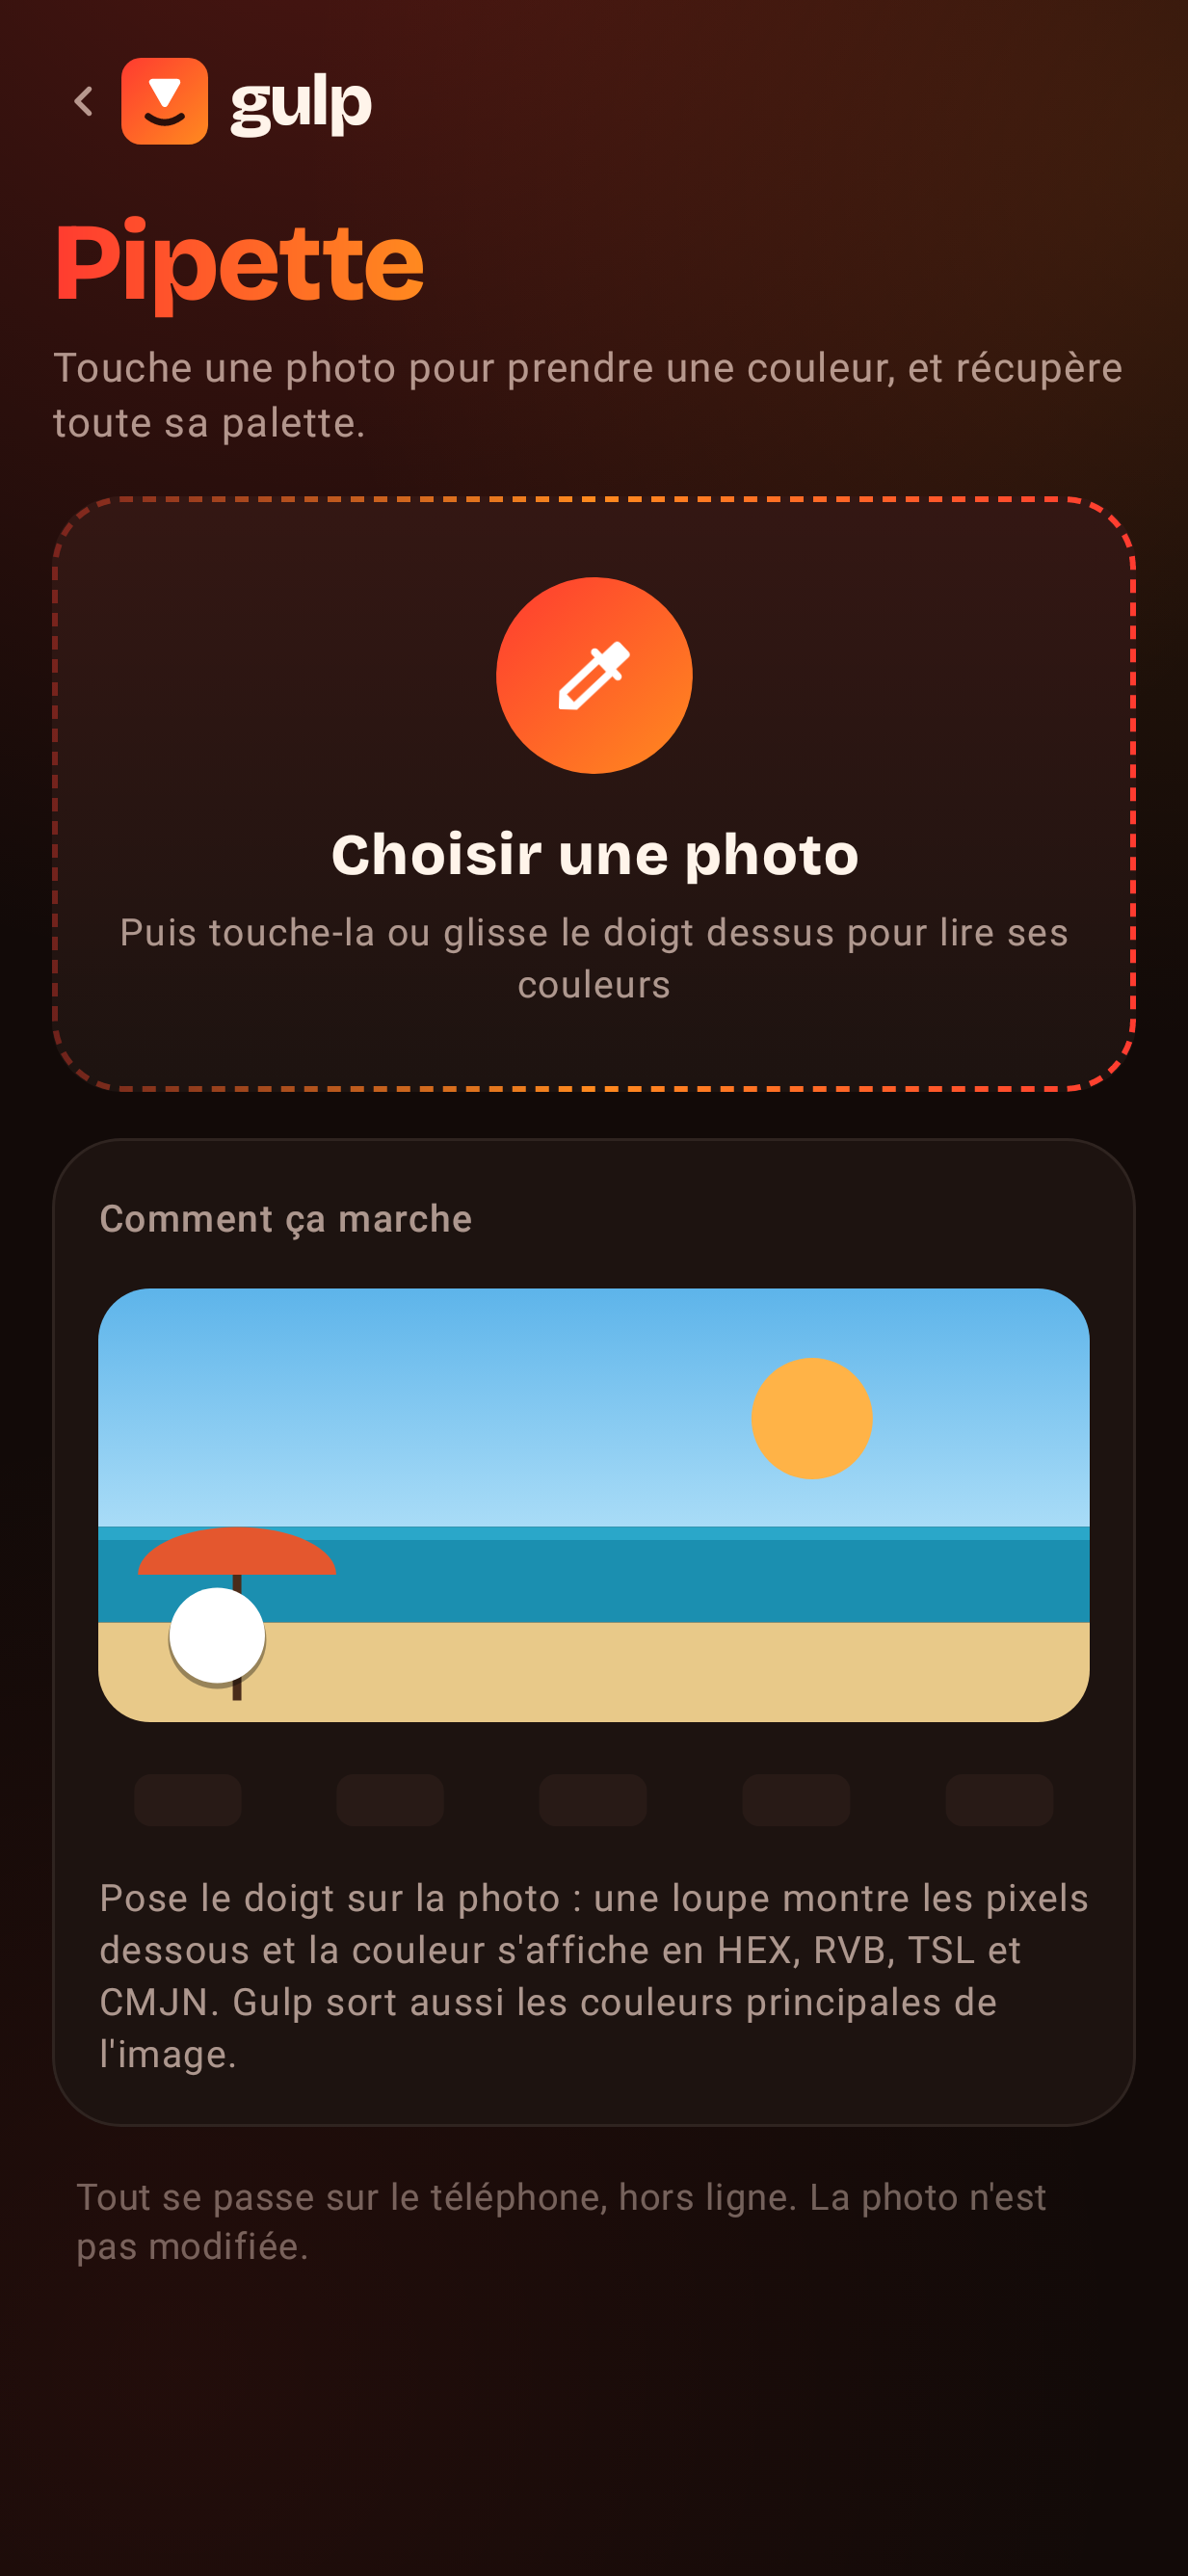 gulp
Pipette
Touche une photo pour prendre une couleur, et récupère
toute sa palette.
Choisir une photo
Puis touche-la ou glisse le doigt dessus pour lire ses
couleurs
Comment ça marche
Pose le doigt sur la photo : une loupe montre les pixels
dessous et la couleur s'affiche en HEX, RVB, TSL et
CMJN. Gulp sort aussi les couleurs principales de
l'image.
Tout se passe sur le téléphone, hors ligne. La photo n'est
pas modifiée.